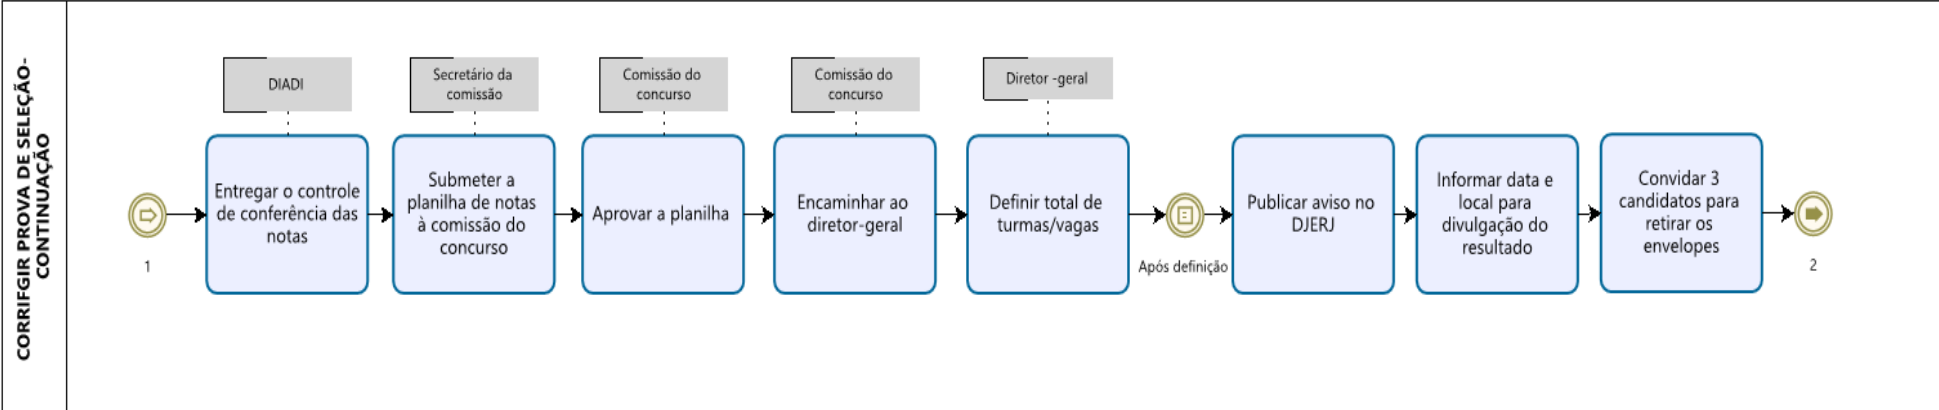 CORRIFGIR PROVA DE SELEÇÃO-
CONTINUAÇÃO
1
DIADI
Entregar o controle
de conferência das
notas
Secretário da
comissão
Submeter a
planilha de notas
à comissão do
concurso
Comissão do
concurso
Aprovar a planilha
Comissão do
concurso
Encaminhar ao
diretor-geral
Diretor -geral
Definir total de
turmas/vagas
Após definição
Publicar aviso no
DJERJ
Informar data e
local para
divulgação do
resultado
Convidar 3
candidatos para
retirar os
envelopes
2